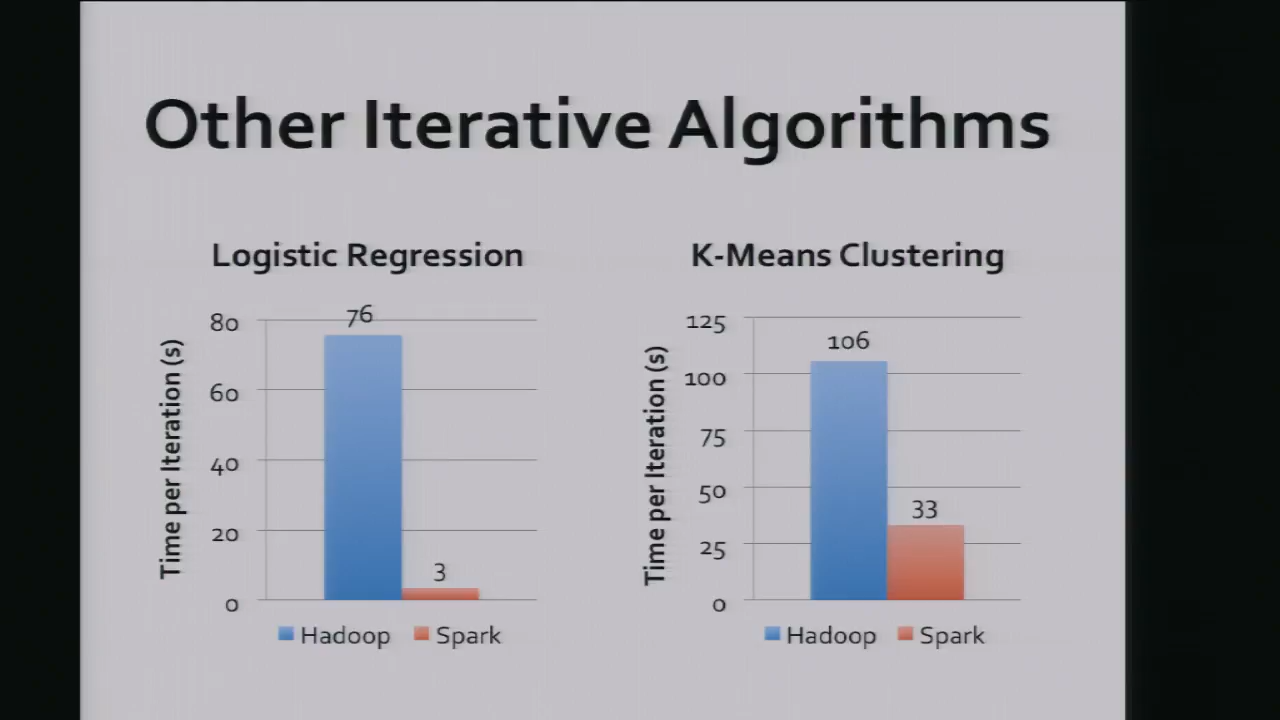 Other Iterative Algorithms
Logistic Regression
Time per Iteration (s)
80
60
40
20
0
76
3
Hadoop
Spark
K-Means Clustering
Time per Iteration (s)
125
100
75
50
25
0
106
33
Hadoop
Spark